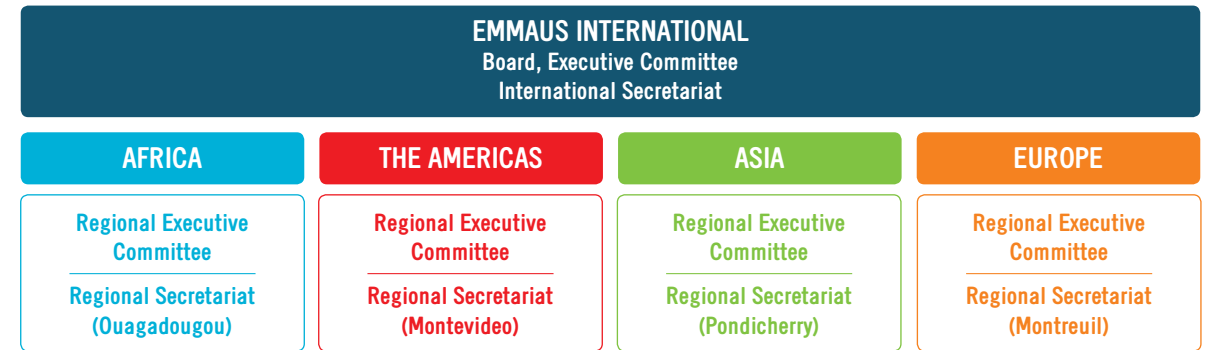 EMMAUS INTERNATIONAL
Board, Executive Committee
International Secretariat
AFRICA
Regional Executive
Committee
Regional Secretariat
(Ouagadougou)
THE AMERICAS
Regional Executive
Committee
Regional Secretariat
(Montevideo)
ASIA
Regional Executive
Committee
Regional Secretariat
(Pondicherry)
EUROPE
Regional Executive
Committee
Regional Secretariat
(Montreuil)